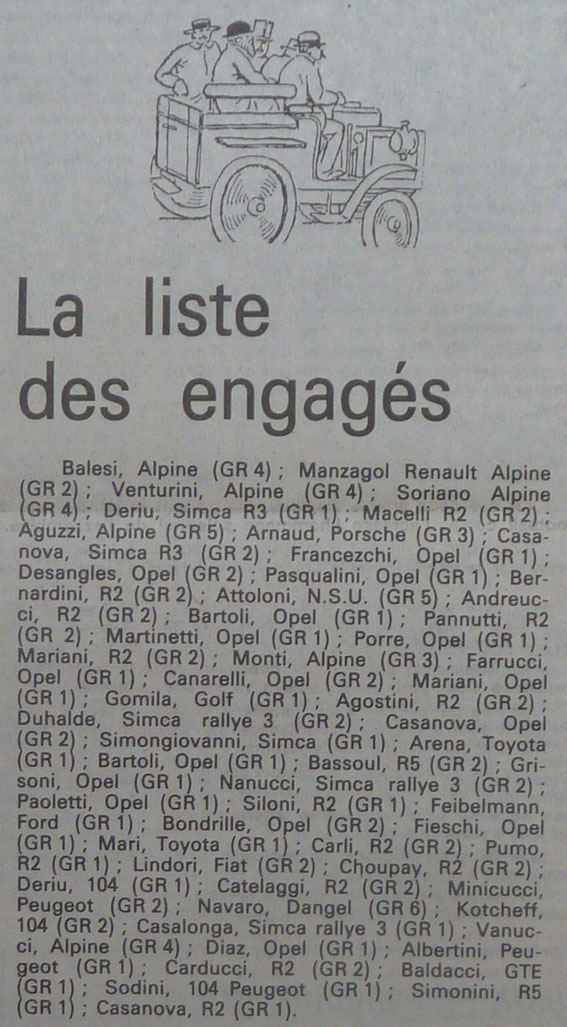 La liste
des engagés
Balesi, Alpine (GR 4) ; Manzagol Renault Alpine
(GR 2) ; Venturini, Alpine (GR 4) ; Soriano Alpine
(GR 4) ; Deriu, Simca R3 (GR 1) ; Macelli R2 (GR 2) ;
Aguzzi, Alpine (GR 5) ; Arnaud, Porsche (GR 3) ; Casa-
nova, Simca R3 (GR 2) ; Francezchi, Opel (GR 1) ;
Desangles, Opel (GR 2) ; Pasqualini, Opel (GR 1) ; Ber-
nardini, R2 (GR 2) ; Attoloni, N.S.U. (GR 5) ; Andreuc-
ci, R2 (GR 2) ; Bartoli, Opel (GR 1) ; Pannutti, R2
(GR 2) ; Martinetti, Opel (GR 1) ; Porre, Opel (GR 1) ;
Mariani, R2 (GR 2) ; Monti, Alpine (GR 3) ; Farrucci,
Opel (GR 1) ; Canarelli, Opel (GR 2) ; Mariani, Opel
(GR 1) ; Gomila, Golf (GR 1) ; Agostini, R2 (GR 2) ;
Duhalde, Simca rallye 3 (GR 2) ; Casanova, Opel
(GR 2) ; Simongiovanni, Simca (GR 1) ; Arena, Toyota
(GR 1) ; Bartoli, Opel (GR 1) ; Bassoul, R5 (GR 2) ; Gri-
soni, Opel (GR 1) ; Nanucci, Simca rallye 3 (GR 2) ;
Paoletti, Opel (GR 1) ; Siloni, R2 (GR 1) ; Feibelmann,
Ford (GR 1) ; Bondrille, Opel (GR 2) ; Fieschi, Opel
(GR 1) ; Mari, Toyota (GR 1) ; Carli, R2 (GR 2) ; Pumo,
R2 (GR 1) ; Lindori, Fiat (GR 2) ; Choupay, R2 (GR 2) ;
Deriu, 104 (GR 1) ; Catelaggi, R2 (GR 2) ; Minicucci,
Peugeot (GR 2) ; Navaro, Dangel (GR 6) ; Kotcheff,
104 (GR 2) ; Casalonga, Simca rallye 3 (GR 1) ; Vanuc-
ci, Alpine (GR 4) ; Diaz, Opel (GR 1) ; Albertini, Peu-
geot (GR 1) ; Carducci, R2 (GR 2) ; Baldacci, GTE
(GR 1) ; Sodini, 104 Peugeot (GR 1) ; Simonini, R5
(GR 1) ; Casanova, R2 (GR 1).